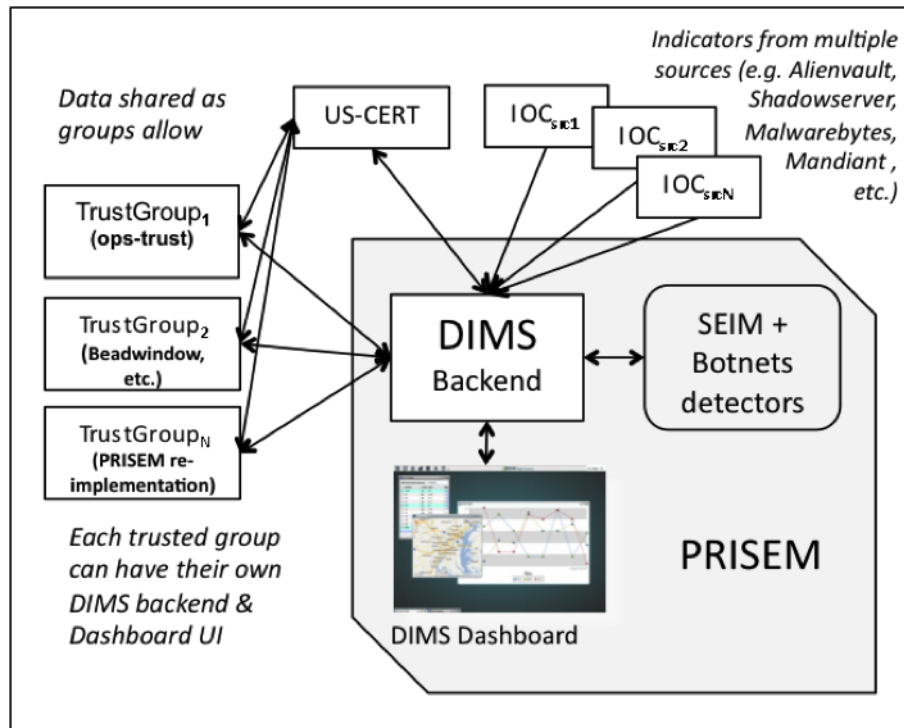 Indicators from multiple
sources (e.g. Alienvault,
Shadowserver,
Malwarebytes,
Mandiant ,
etc.)
Data shared as
groups allow
US-CERT
IOCsrc1
IOCsrc2
IOCsrcN
TrustGroup1
(ops-trust)
TrustGroup2
(Beadwindow,
etc.)
TrustGroupN
(PRISEM re-
implementation)
DIMS
Backend
SEIM +
Botnets
detectors
Each trusted group
can have their own
DIMS backend &
Dashboard UI
PRISEM
DIMS Dashboard